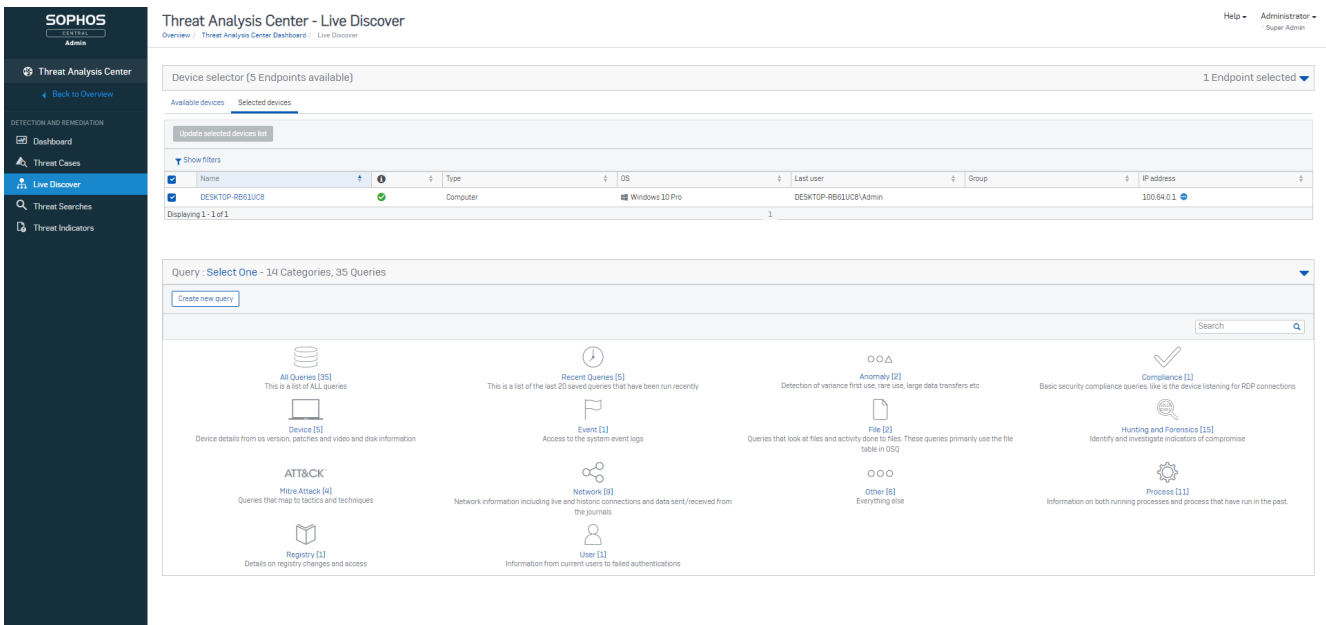 SOPHOS
CENTRAL
Admin
Threat Analysis Center
Back to Overview
DETECTION AND REMEDIATION
Dashboard
Threat Cases
Live Discover
Threat Searches
Threat Indicators
Threat Analysis Center - Live Discover
Overview / Threat Analysis Center Dashboard / Live Discover
Help
Administrator
Super Admin
Device selector (5 Endpoints available)
1 Endpoint selected
Available devices Selected devices
Update selected devices list
Show filters
Name Type OS Last user Group IP address
DESKTOP-RB61UC8 Computer Windows 10 Pro DESKTOP-RB61UC8\Admin 100.64.0.1
Displaying 1 - 1 of 1 1
Query : Select One - 14 Categories, 35 Queries
Create new query
Search
All Queries [35]
This is a list of ALL queries
Recent Queries [5]
This is a list of the last 20 saved queries that have been run recently
Anomaly [2]
Detection of variance first use, rare use, large data transfers etc
Compliance [1]
Basic security compliance queries, like is the device listening for RDP connections
Device [5]
Device details from os version, patches and video and disk information
Event [1]
Access to the system event logs
File [2]
Queries that look at files and activity done to files. These queries primarily use the file
table in OSQ
Hunting and Forensics [15]
Identify and investigate indicators of compromise
ATT&CK
Mitre Attack [4]
Queries that map to tactics and techniques
Network [9]
Network information including live and historic connections and data sent/received from
the journals
Other [6]
Everything else
Process [11]
Information on both running processes and process that have run in the past.
Registry [1]
Details on registry changes and access
User [1]
Information from current users to failed authentications